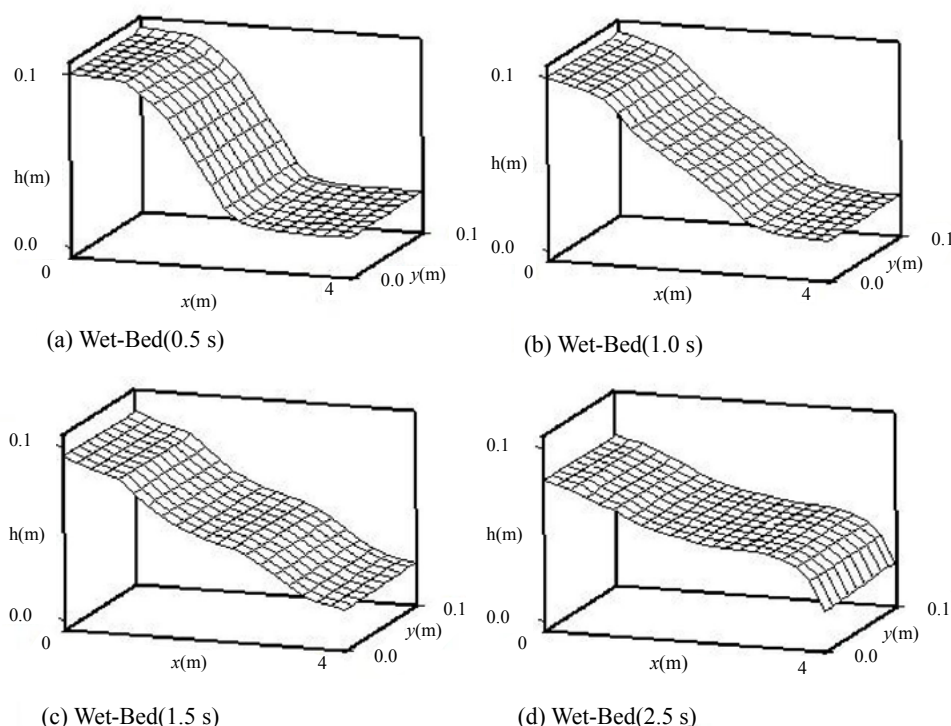 0.1
h(m)
0.0
0
x(m)
4
0.0
y(m)
0.1
(a) Wet-Bed(0.5 s)
0.1
h(m)
0.0
0
x(m)
4
0.0
y(m)
0.1
(b) Wet-Bed(1.0 s)
0.1
h(m)
0.0
0
x(m)
4
0.0
y(m)
0.1
(c) Wet-Bed(1.5 s)
0.1
h(m)
0.0
0
x(m)
4
0.0
y(m)
0.1
(d) Wet-Bed(2.5 s)